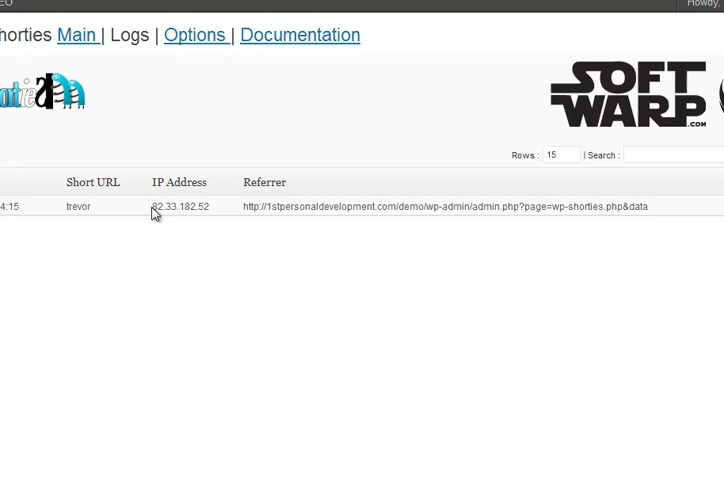 EO
Howdy,
horties Main | Logs | Options | Documentation
SOFT
WARP.COM
Rows : 15 | Search :
Short URL IP Address Referrer
4:15 trevor 82.33.182.52 http://1stpersonaldevelopment.com/demo/wp-admin/admin.php?page=wp-shorties.php&data